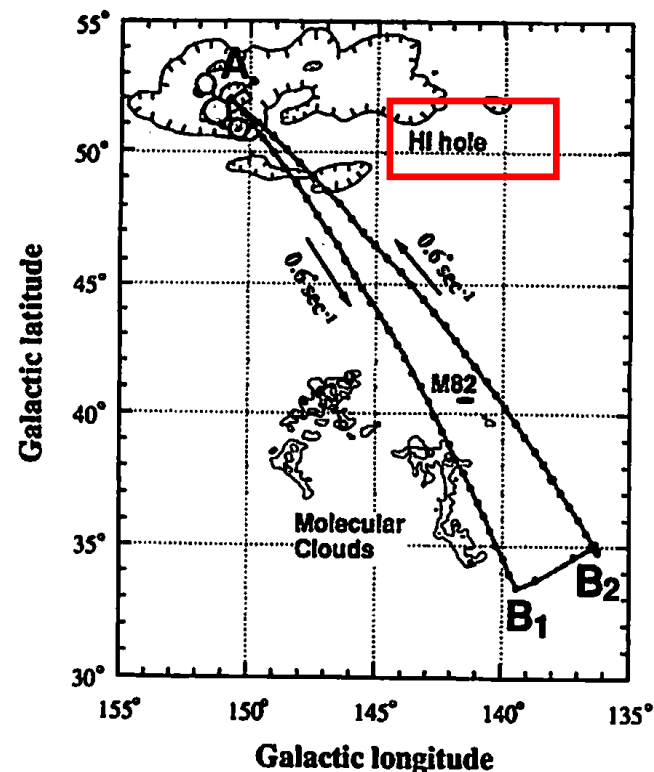 55°
A
HI hole
50°
0.6°sec⁻¹
0.6°sec⁻¹
45°
M82
40°
Molecular
Clouds
35°
B₂
B₁
30°
155°
150°
145°
140°
135°
Galactic latitude
Galactic longitude